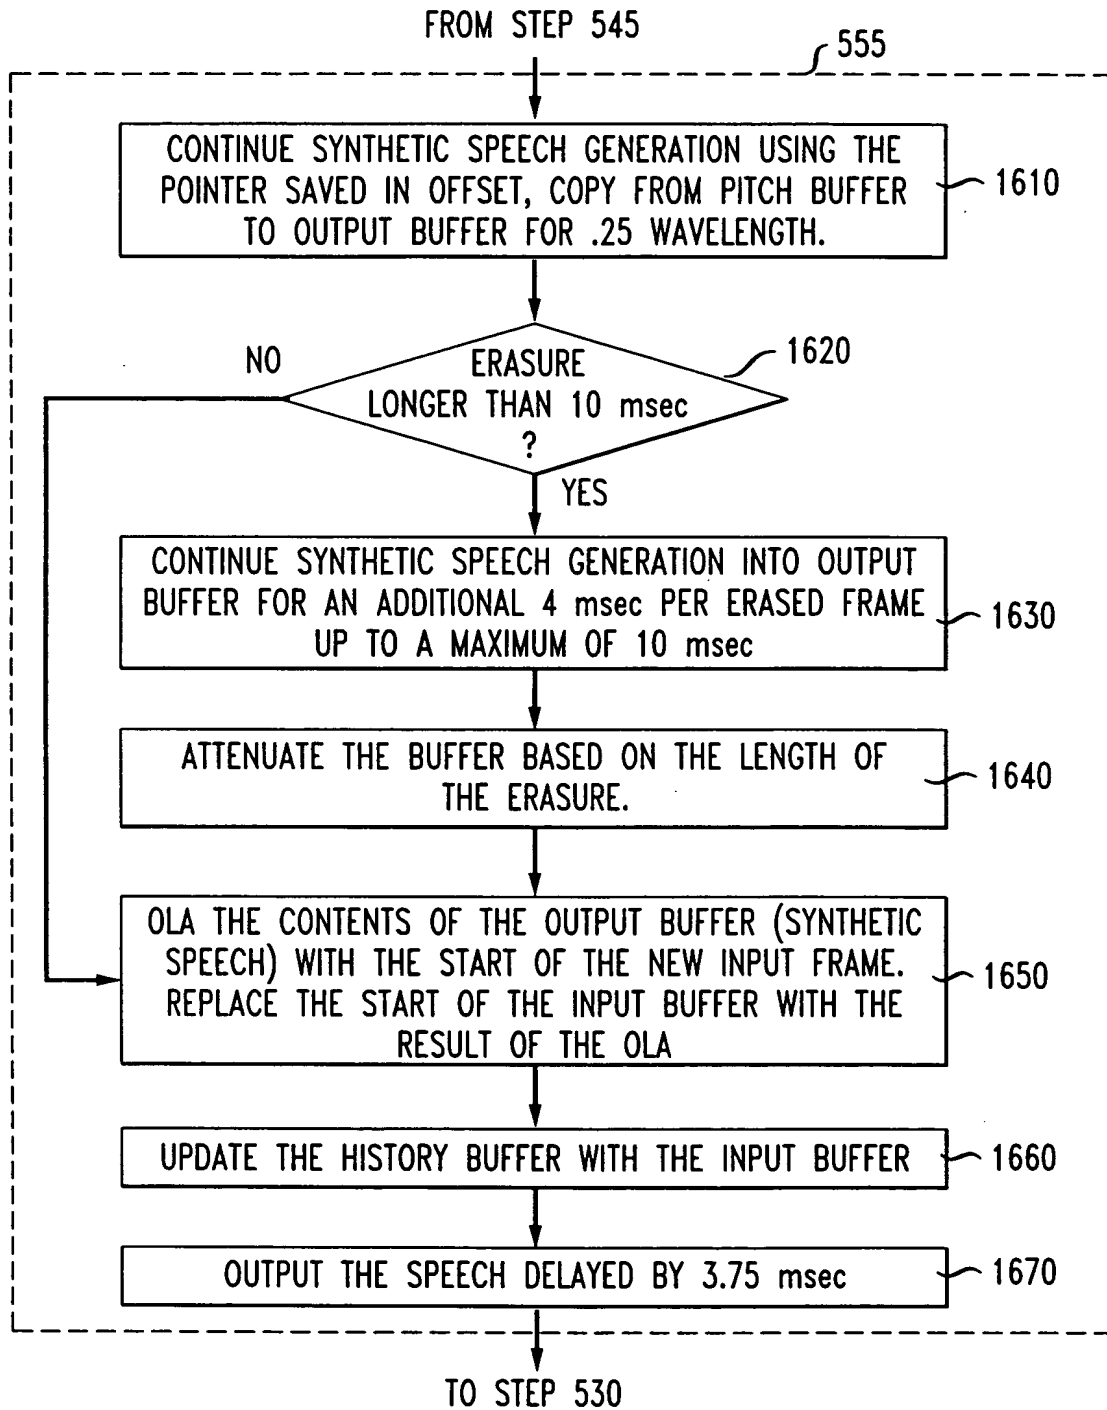 FROM STEP 545
555
CONTINUE SYNTHETIC SPEECH GENERATION USING THE
POINTER SAVED IN OFFSET, COPY FROM PITCH BUFFER
TO OUTPUT BUFFER FOR .25 WAVELENGTH.
1610
ERASURE
LONGER THAN 10 msec
?
1620
NO
YES
CONTINUE SYNTHETIC SPEECH GENERATION INTO OUTPUT
BUFFER FOR AN ADDITIONAL 4 msec PER ERASED FRAME
UP TO A MAXIMUM OF 10 msec
1630
ATTENUATE THE BUFFER BASED ON THE LENGTH OF
THE ERASURE.
1640
OLA THE CONTENTS OF THE OUTPUT BUFFER (SYNTHETIC
SPEECH) WITH THE START OF THE NEW INPUT FRAME.
REPLACE THE START OF THE INPUT BUFFER WITH THE
RESULT OF THE OLA
1650
UPDATE THE HISTORY BUFFER WITH THE INPUT BUFFER
1660
OUTPUT THE SPEECH DELAYED BY 3.75 msec
1670
TO STEP 530